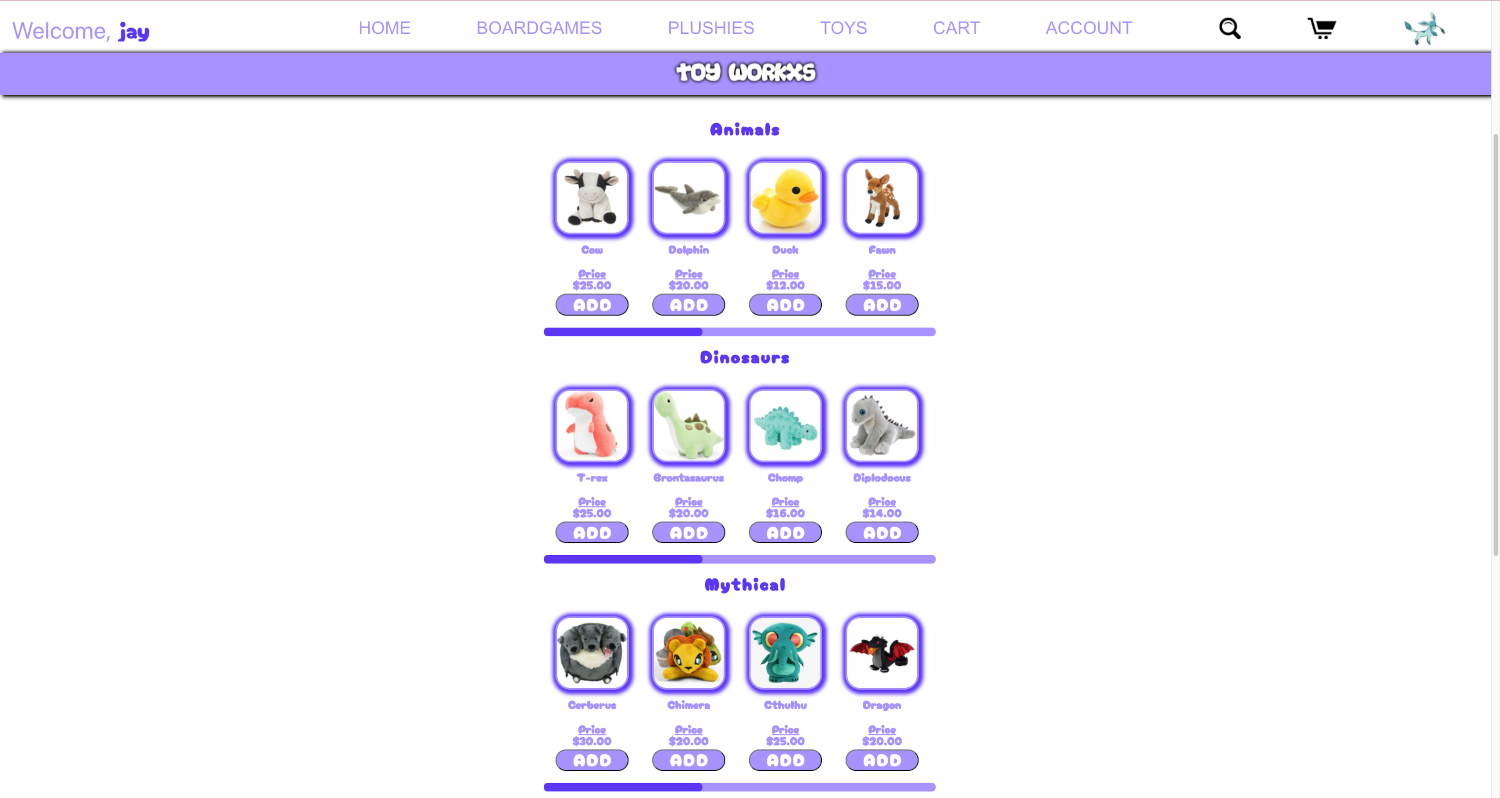 Welcome, jay
HOME BOARDGAMES PLUSHIES TOYS CART ACCOUNT
TOY WORKXS
Animals
Cow Dolphin Duck Fawn
Price Price Price Price
$25.00 $20.00 $12.00 $15.00
ADD ADD ADD ADD
Dinosaurs
T-rex Brontasaurus Chomp Diplodocus
Price Price Price Price
$25.00 $20.00 $16.00 $14.00
ADD ADD ADD ADD
Mythical
Cerberus Chimera Cthulhu Dragon
Price Price Price Price
$30.00 $20.00 $25.00 $20.00
ADD ADD ADD ADD